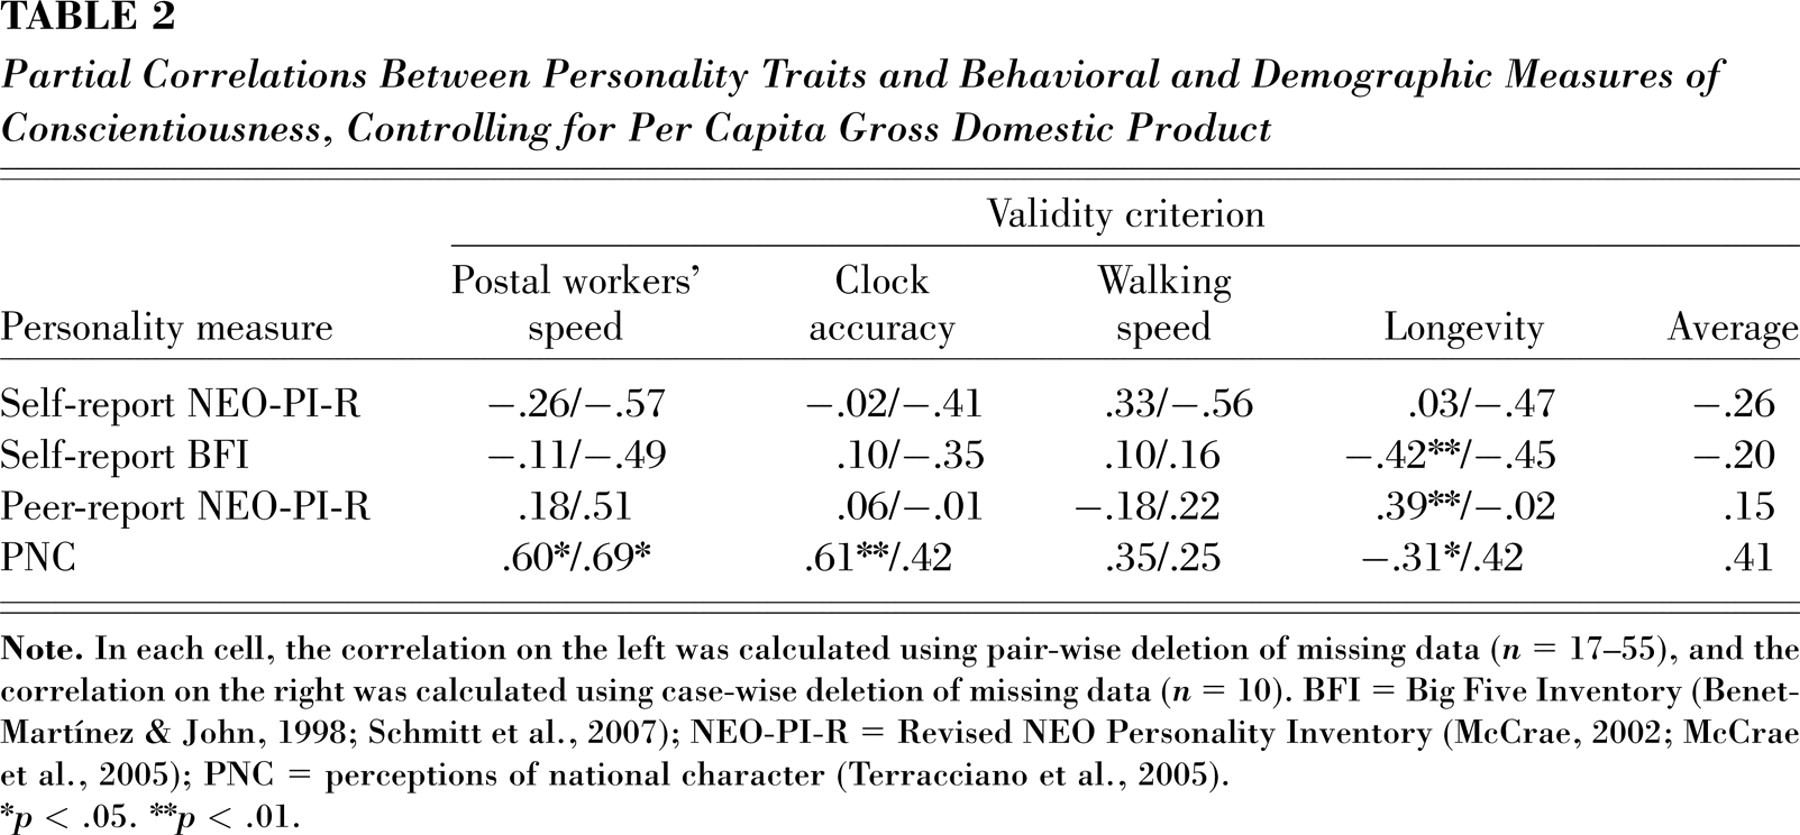 TABLE 2
Partial Correlations Between Personality Traits and Behavioral and Demographic Measures of
Conscientiousness, Controlling for Per Capita Gross Domestic Product
Validity criterion
Postal workers’ Clock Walking
Personality measure speed accuracy speed Longevity Average
Self-report NEO-PI-R −.26/−.57 −.02/−.41 .33/−.56 .03/−.47 −.26
Self-report BFI −.11/−.49 .10/−.35 .10/.16 −.42**/−.45 −.20
Peer-report NEO-PI-R .18/.51 .06/−.01 −.18/.22 .39**/−.02 .15
PNC .60*/.69* .61**/.42 .35/.25 −.31*/.42 .41
Note. In each cell, the correlation on the left was calculated using pair-wise deletion of missing data (n = 17–55), and the
correlation on the right was calculated using case-wise deletion of missing data (n = 10). BFI = Big Five Inventory (Benet-
Martínez & John, 1998; Schmitt et al., 2007); NEO-PI-R = Revised NEO Personality Inventory (McCrae, 2002; McCrae
et al., 2005); PNC = perceptions of national character (Terracciano et al., 2005).
*p < .05. **p < .01.